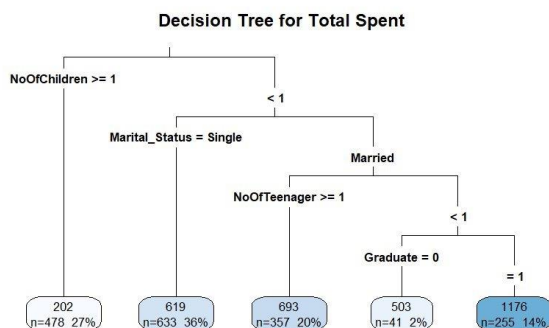 Decision Tree for Total Spent
NoOfChildren >= 1
< 1
Marital_Status = Single
Married
NoOfTeenager >= 1
< 1
Graduate = 0
= 1
202
n=478 27%
619
n=633 36%
693
n=357 20%
503
n=41 2%
1176
n=255 14%